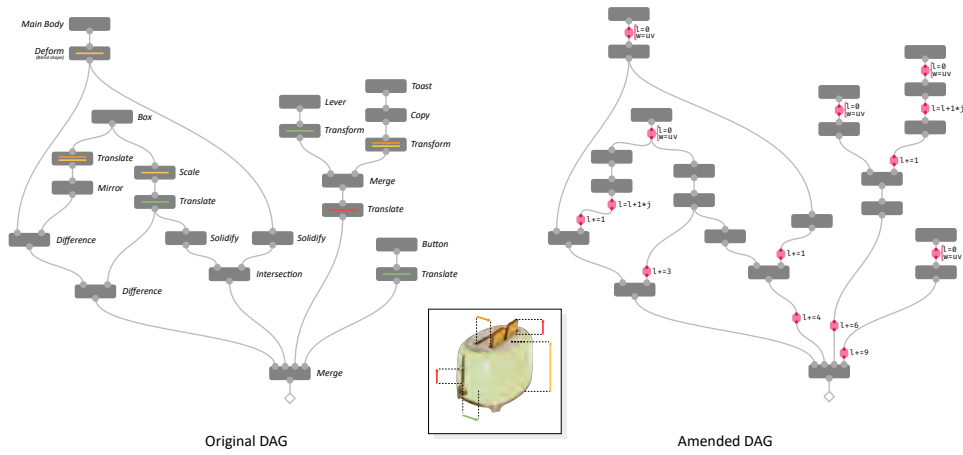 Main Body
Deform
(Blend shape)
Box
Translate
Mirror
Scale
Translate
Difference
Solidify
Solidify
Difference
Intersection
Lever
Transform
Toast
Copy
Transform
Merge
Translate
Button
Translate
Merge
Original DAG
l=0
w=uv
l=0
w=uv
l=l+1*j
l+=1
l+=3
l+=1
l=0
w=uv
l=0
w=uv
l=l+1*j
l+=1
l=0
w=uv
l+=4
l+=6
l+=9
Amended DAG